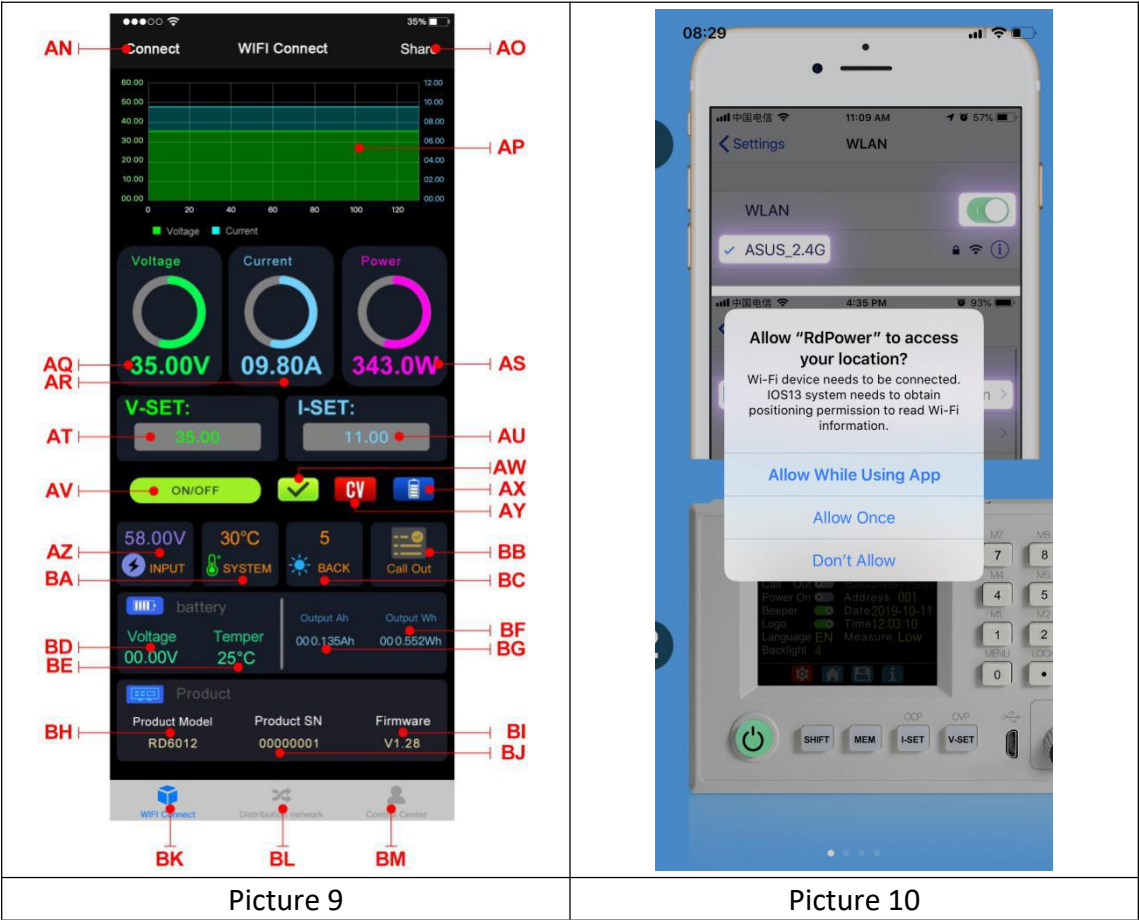 35%
AN
Connect
WIFI Connect
Share
AO
60.00
12.00
50.00
10.00
40.00
08.00
30.00
06.00
AP
20.00
04.00
10.00
02.00
00.00
00.00
0 20 40 60 80 100 120
Voltage Current
Voltage Current Power
AQ
35.00V
09.80A
343.0W
AS
AR
V-SET:
I-SET:
AT
35.00
11.00
AU
AW
AV
ON/OFF
CV
AX
AY
58.00V 30°C 5
AZ
INPUT SYSTEM BACK Call Out
BB
BA
BC
battery
Output Ah Output Wh
BF
Voltage Temper
000.135Ah 000.552Wh
BG
BD
00.00V 25°C
BE
Product
Product Model Product SN Firmware
BH
BI
RD6012 00000001 V1.28
BJ
WIFI Connect Distribution network Control Center
BK BL BM
Picture 9
08:29
中国电信 11:09 AM 57%
Settings WLAN
WLAN
ASUS_2.4G
中国电信 4:35 PM 93%
Allow “RdPower” to access
your location?
Wi-Fi device needs to be connected.
IOS13 system needs to obtain
positioning permission to read Wi-Fi
information.
Allow While Using App
Allow Once
Don’t Allow
M7 M8
7 8
M4 M5
4 5
M1 M2
1 2
MENU LOCK
0 •
Call Out
Power On Address 001
Beeper Date 2019-10-11
Logo Time 12:03:10
Language EN Measure Low
Backlight 4
OCP OVP
SHIFT MEM I-SET V-SET
Picture 10